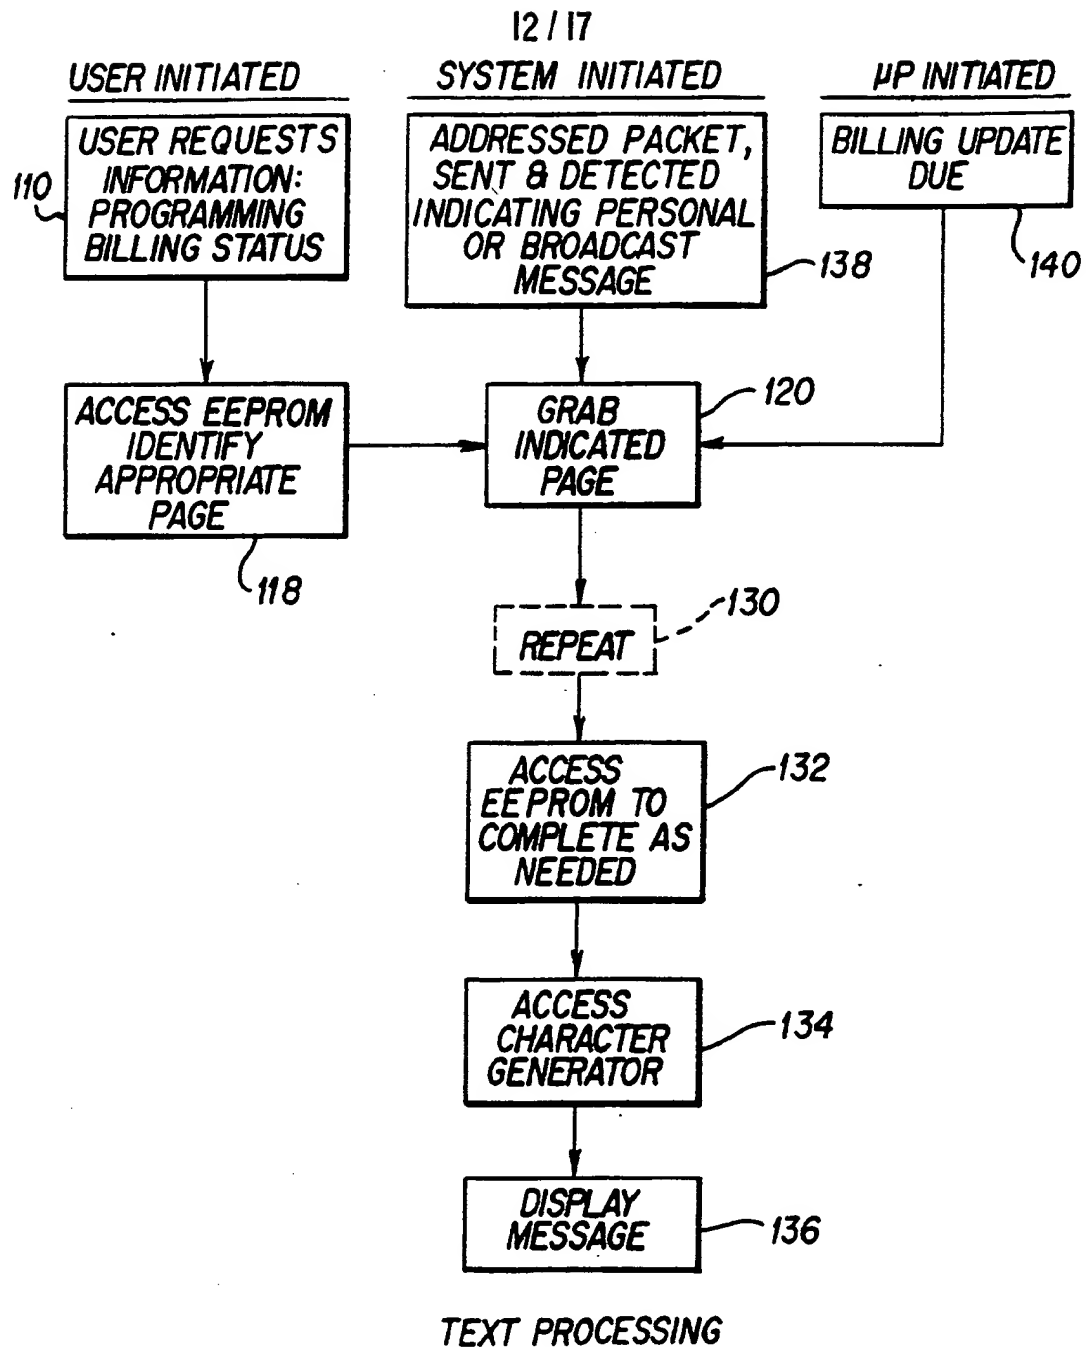 12/17
USER INITIATED
SYSTEM INITIATED
µP INITIATED
USER REQUESTS
INFORMATION:
PROGRAMMING
BILLING STATUS
110
ADDRESSED PACKET,
SENT & DETECTED
INDICATING PERSONAL
OR BROADCAST
MESSAGE
138
BILLING UPDATE
DUE
140
ACCESS EEPROM
IDENTIFY
APPROPRIATE
PAGE
118
GRAB
INDICATED
PAGE
120
REPEAT
130
ACCESS
EEPROM TO
COMPLETE AS
NEEDED
132
ACCESS
CHARACTER
GENERATOR
134
DISPLAY
MESSAGE
136
TEXT PROCESSING